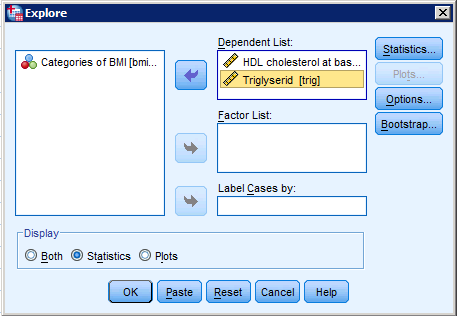 Explore
Dependent List:
Categories of BMI [bmi...
HDL cholesterol at bas...
Triglyserid [trig]
Statistics...
Plots...
Options...
Bootstrap...
Factor List:
Label Cases by:
Display
Both Statistics Plots
OK Paste Reset Cancel Help